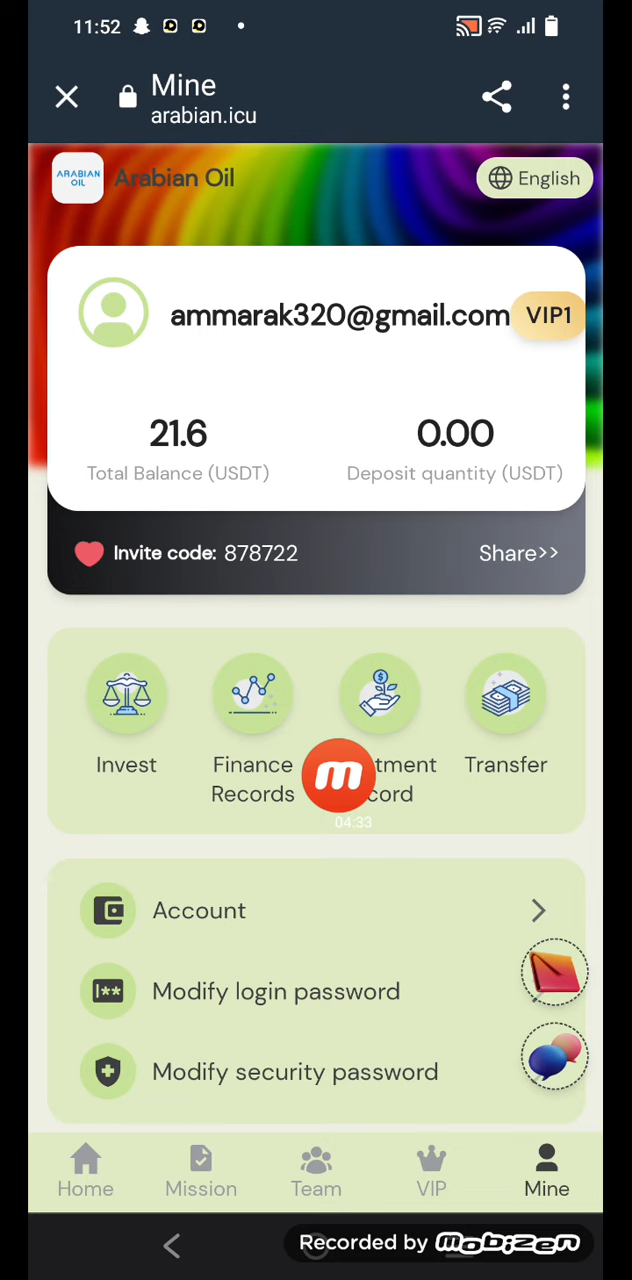 11:52
Mine
arabian.icu
ARABIAN
OIL
Arabian Oil
English
ammarak320@gmail.com
VIP1
21.6
0.00
Total Balance (USDT)
Deposit quantity (USDT)
Invite code: 878722
Share>>
Invest
Finance
Records
tment
cord
Transfer
m
04:33
Account
Modify login password
Modify security password
Home
Mission
Team
VIP
Mine
Recorded by mobizen